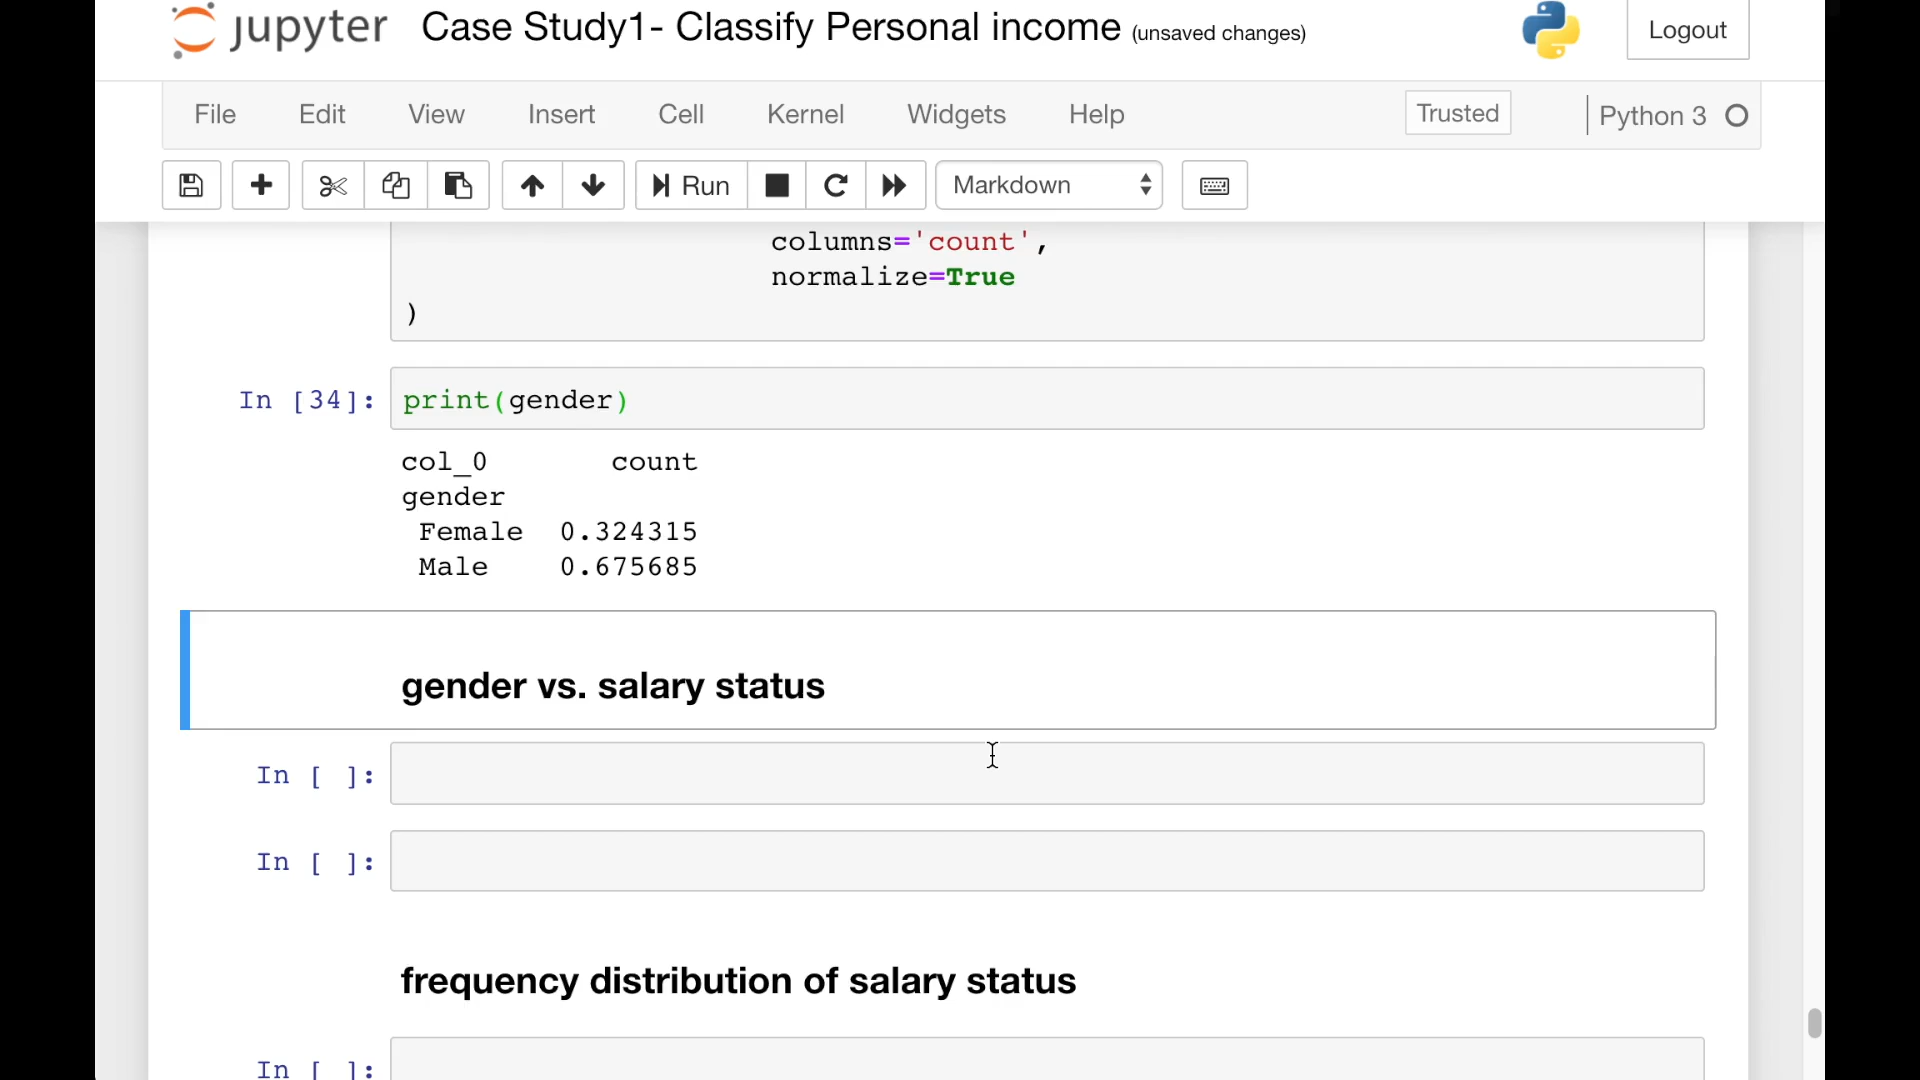 jupyter Case Study1- Classify Personal income (unsaved changes) Logout
File Edit View Insert Cell Kernel Widgets Help Trusted Python 3
Run Markdown
columns='count',
normalize=True
)
In [34]: print(gender)
col_0 count
gender
Female 0.324315
Male 0.675685
gender vs. salary status
In [ ]:
In [ ]:
frequency distribution of salary status
In [ ]: